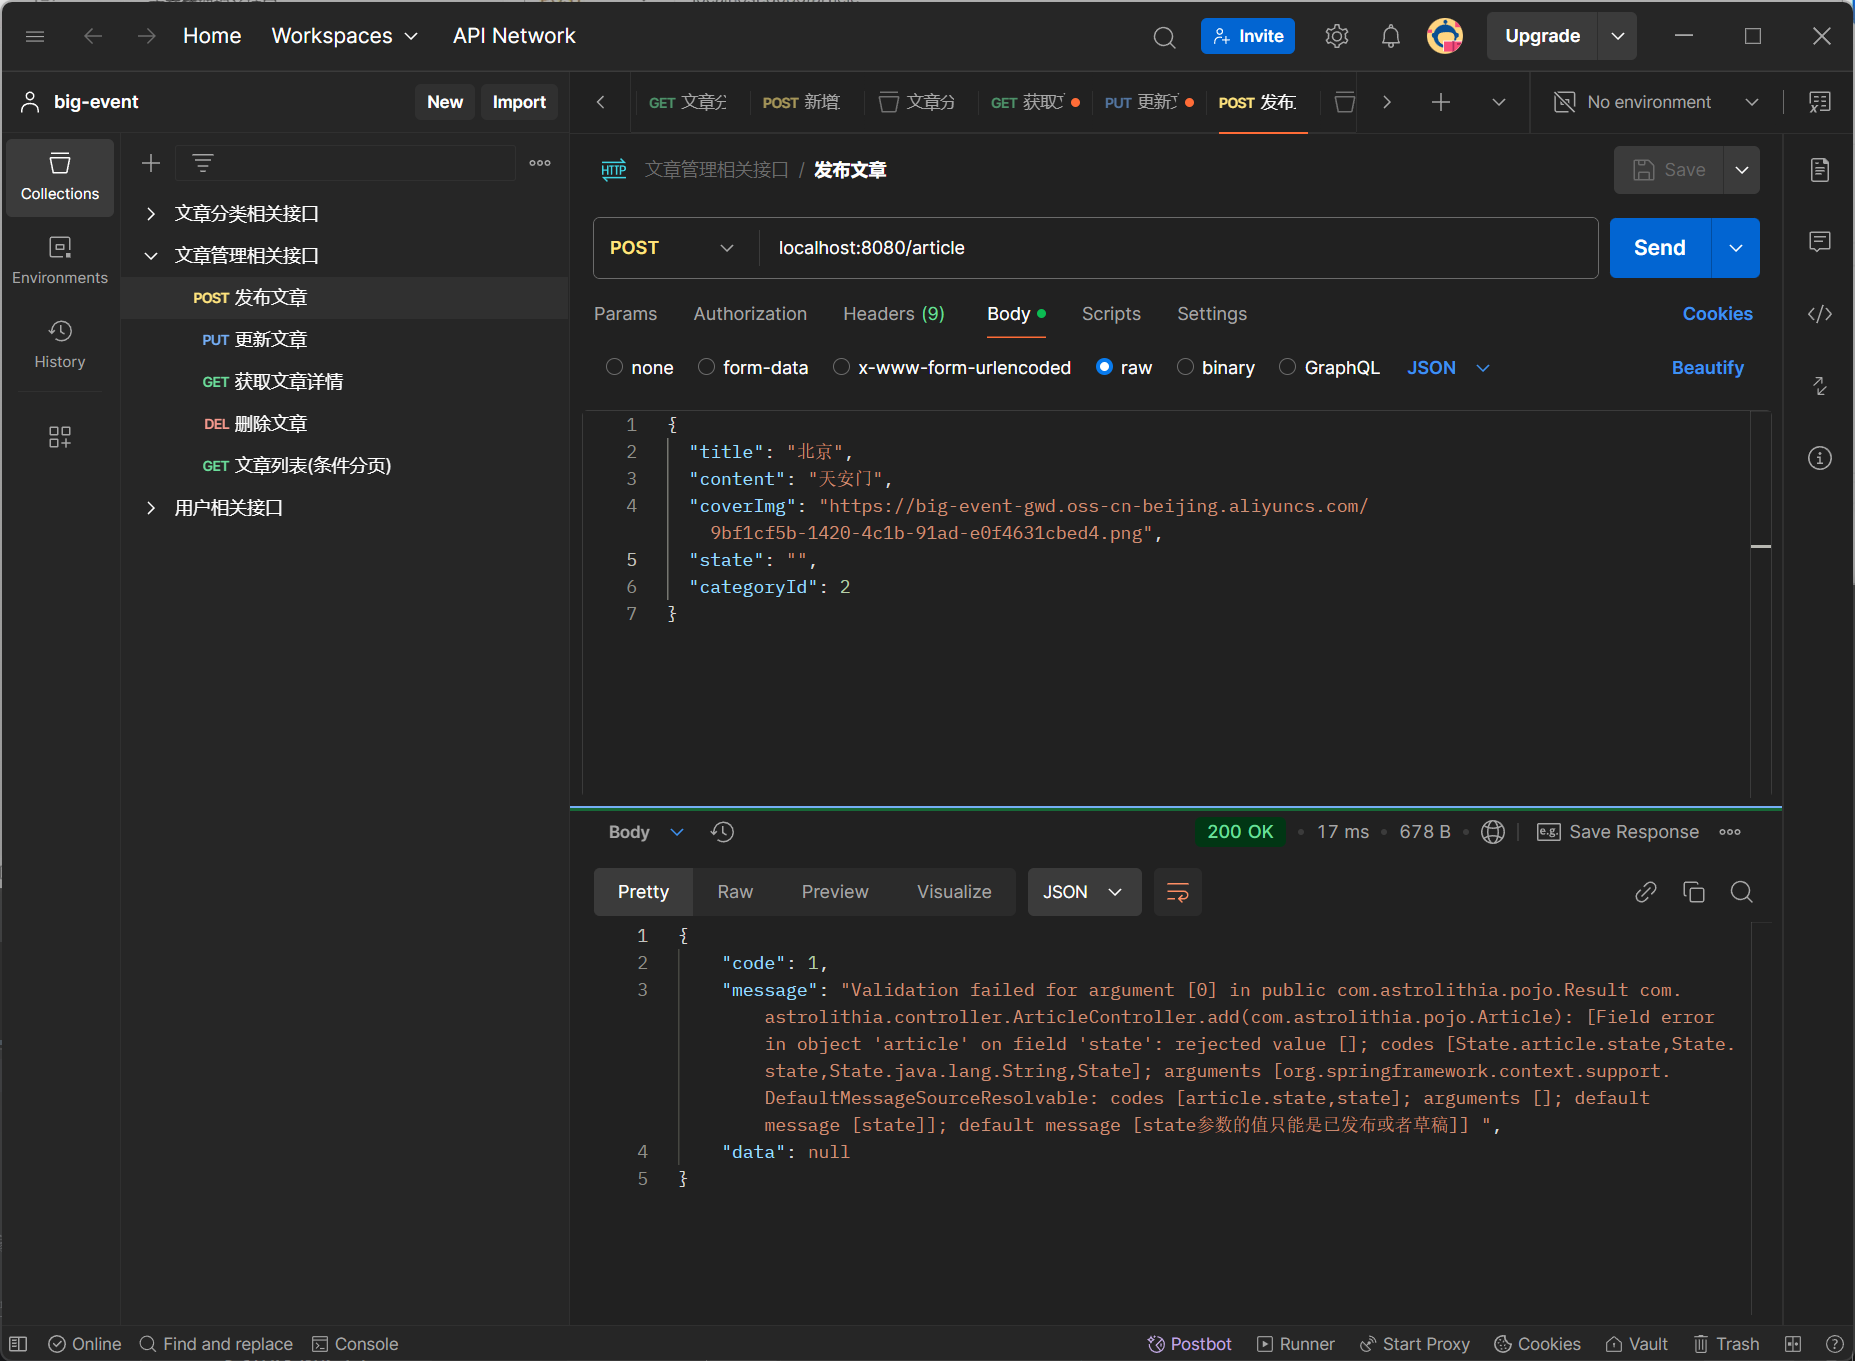 Home Workspaces API Network Invite Upgrade
big-event New Import
GET 文章分 POST 新增 文章分 GET 获取 PUT 更新 POST 发布 No environment
Collections
Environments
History
文章分类相关接口
文章管理相关接口
POST 发布文章
PUT 更新文章
GET 获取文章详情
DEL 删除文章
GET 文章列表(条件分页)
用户相关接口
HTTP 文章管理相关接口 / 发布文章 Save
POST localhost:8080/article Send
Params Authorization Headers (9) Body Scripts Settings Cookies
none form-data x-www-form-urlencoded raw binary GraphQL JSON Beautify
1 {
2 "title": "北京",
3 "content": "天安门",
4 "coverImg": "https://big-event-gwd.oss-cn-beijing.aliyuncs.com/
9bf1cf5b-1420-4c1b-91ad-e0f4631cbed4.png",
5 "state": "",
6 "categoryId": 2
7 }
Body 200 OK • 17 ms • 678 B • e.g. Save Response
Pretty Raw Preview Visualize JSON
1 {
2 "code": 1,
3 "message": "Validation failed for argument [0] in public com.astrolithia.pojo.Result com.
astrolithia.controller.ArticleController.add(com.astrolithia.pojo.Article): [Field error
in object 'article' on field 'state': rejected value []; codes [State.article.state,State.
state,State.java.lang.String,State]; arguments [org.springframework.context.support.
DefaultMessageSourceResolvable: codes [article.state,state]; arguments []; default
message [state]]; default message [state参数的值只能是已发布或者草稿]] ",
4 "data": null
5 }
Online Find and replace Console Postbot Runner Start Proxy Cookies Vault Trash